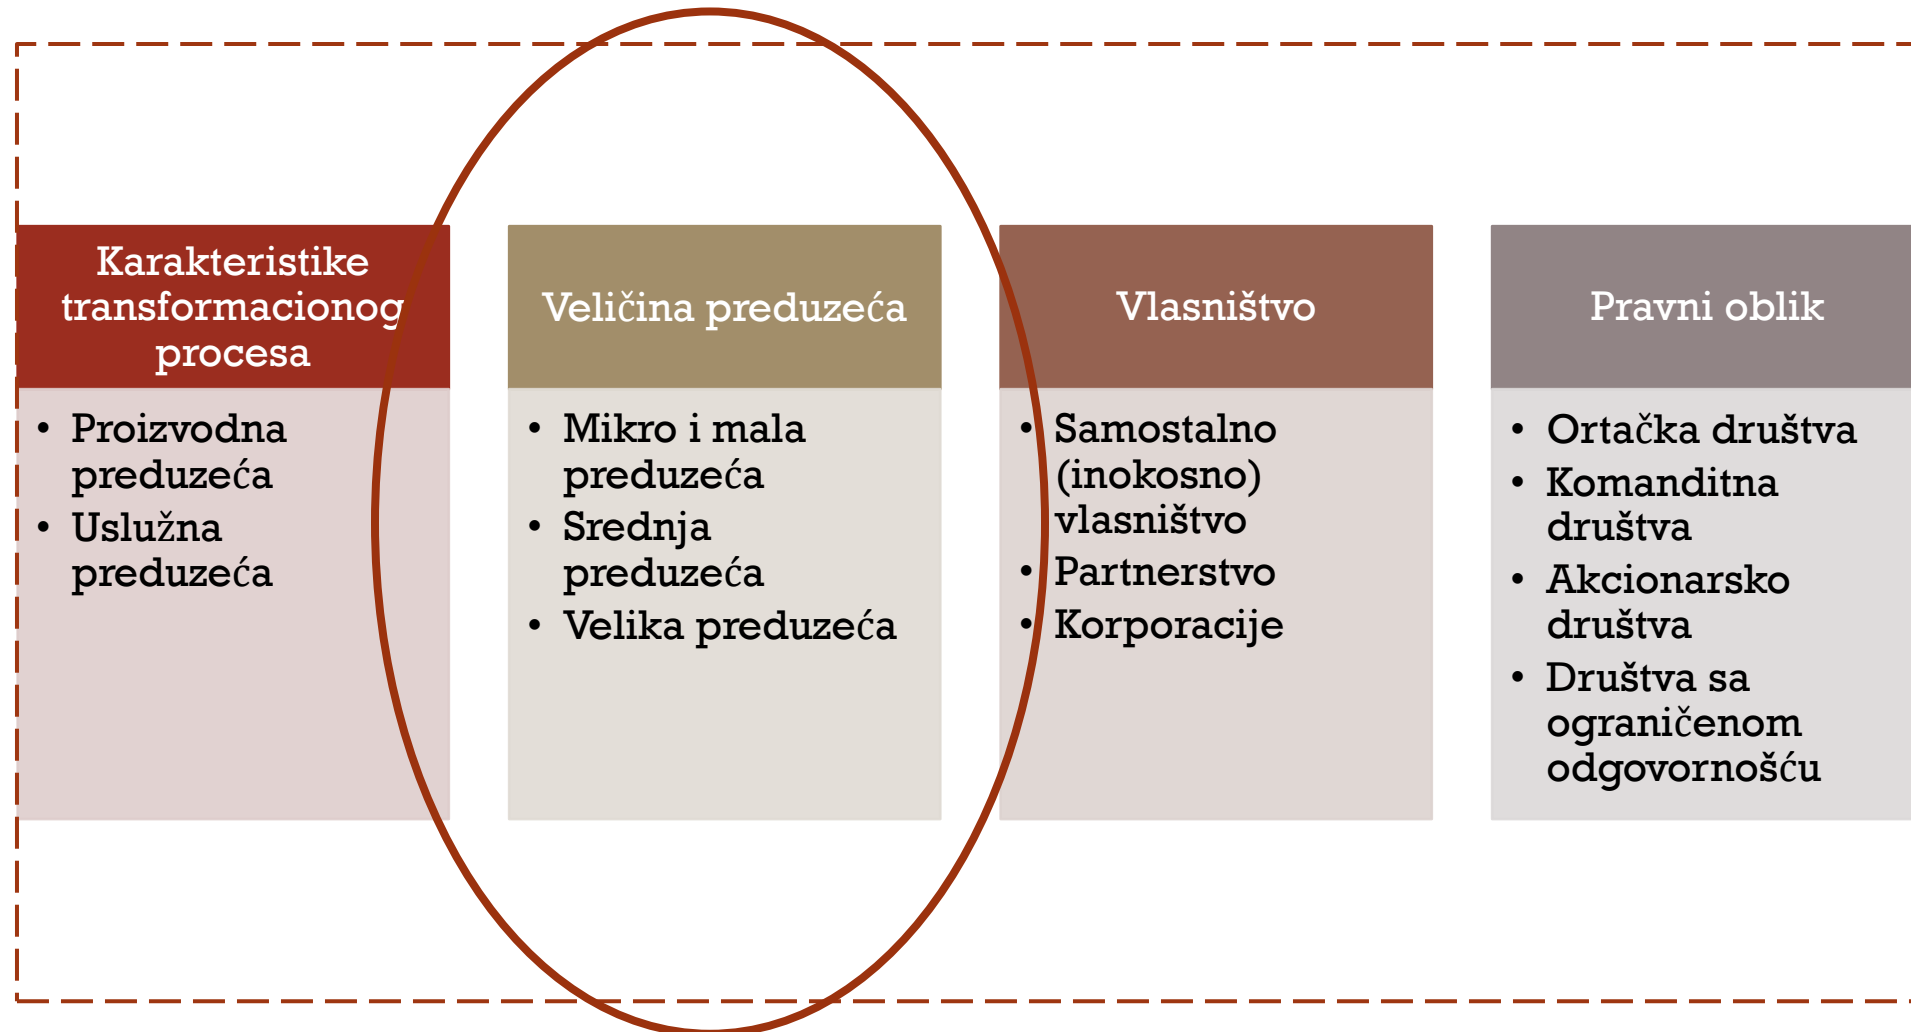 Karakteristike
transformacionog
procesa
• Proizvodna
preduzeća
• Uslužna
preduzeća
Veličina preduzeća
• Mikro i mala
preduzeća
• Srednja
preduzeća
• Velika preduzeća
Vlasništvo
• Samostalno
(inokosno)
vlasništvo
• Partnerstvo
• Korporacije
Pravni oblik
• Ortačka društva
• Komanditna
društva
• Akcionarsko
društva
• Društva sa
ograničenom
odgovornošću